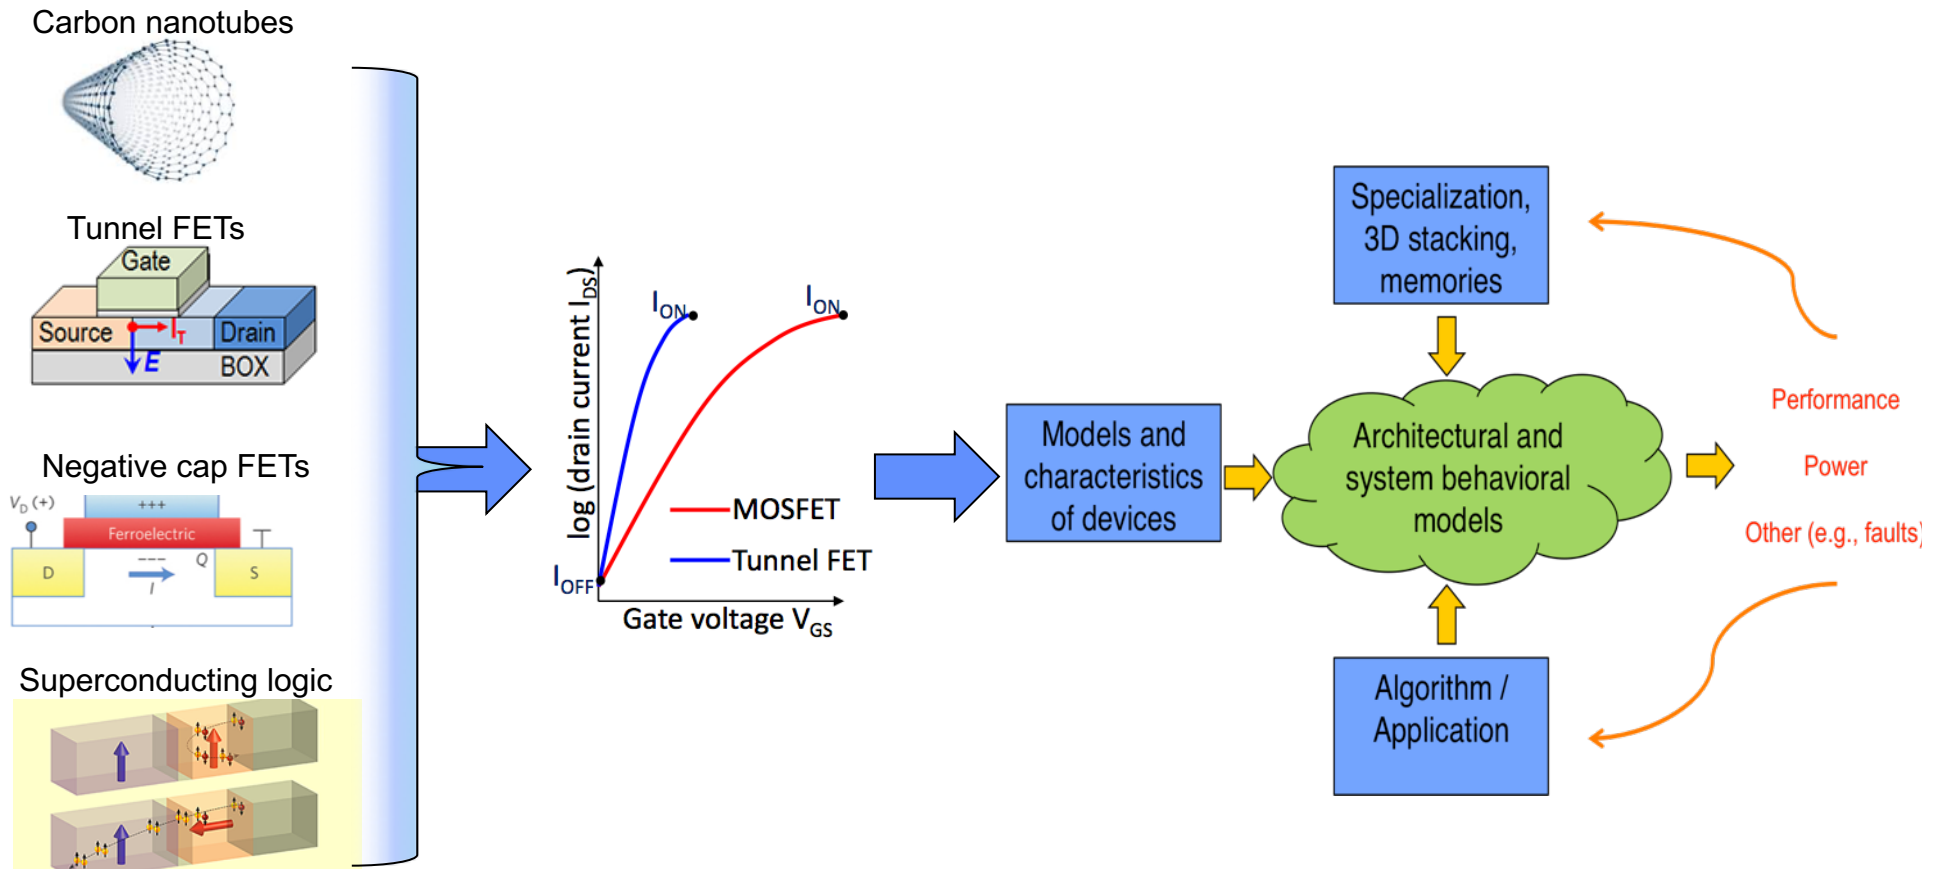 Carbon nanotubes
Tunnel FETs
Gate
Source
I_T
Drain
E
BOX
Negative cap FETs
V_D (+)
+++
Ferroelectric
---
Q
D
I
S
Superconducting logic
log (drain current I_DS)
I_ON
I_ON
MOSFET
Tunnel FET
I_OFF
Gate voltage V_GS
Models and
characteristics
of devices
Specialization,
3D stacking,
memories
Architectural and
system behavioral
models
Algorithm /
Application
Performance
Power
Other (e.g., faults)